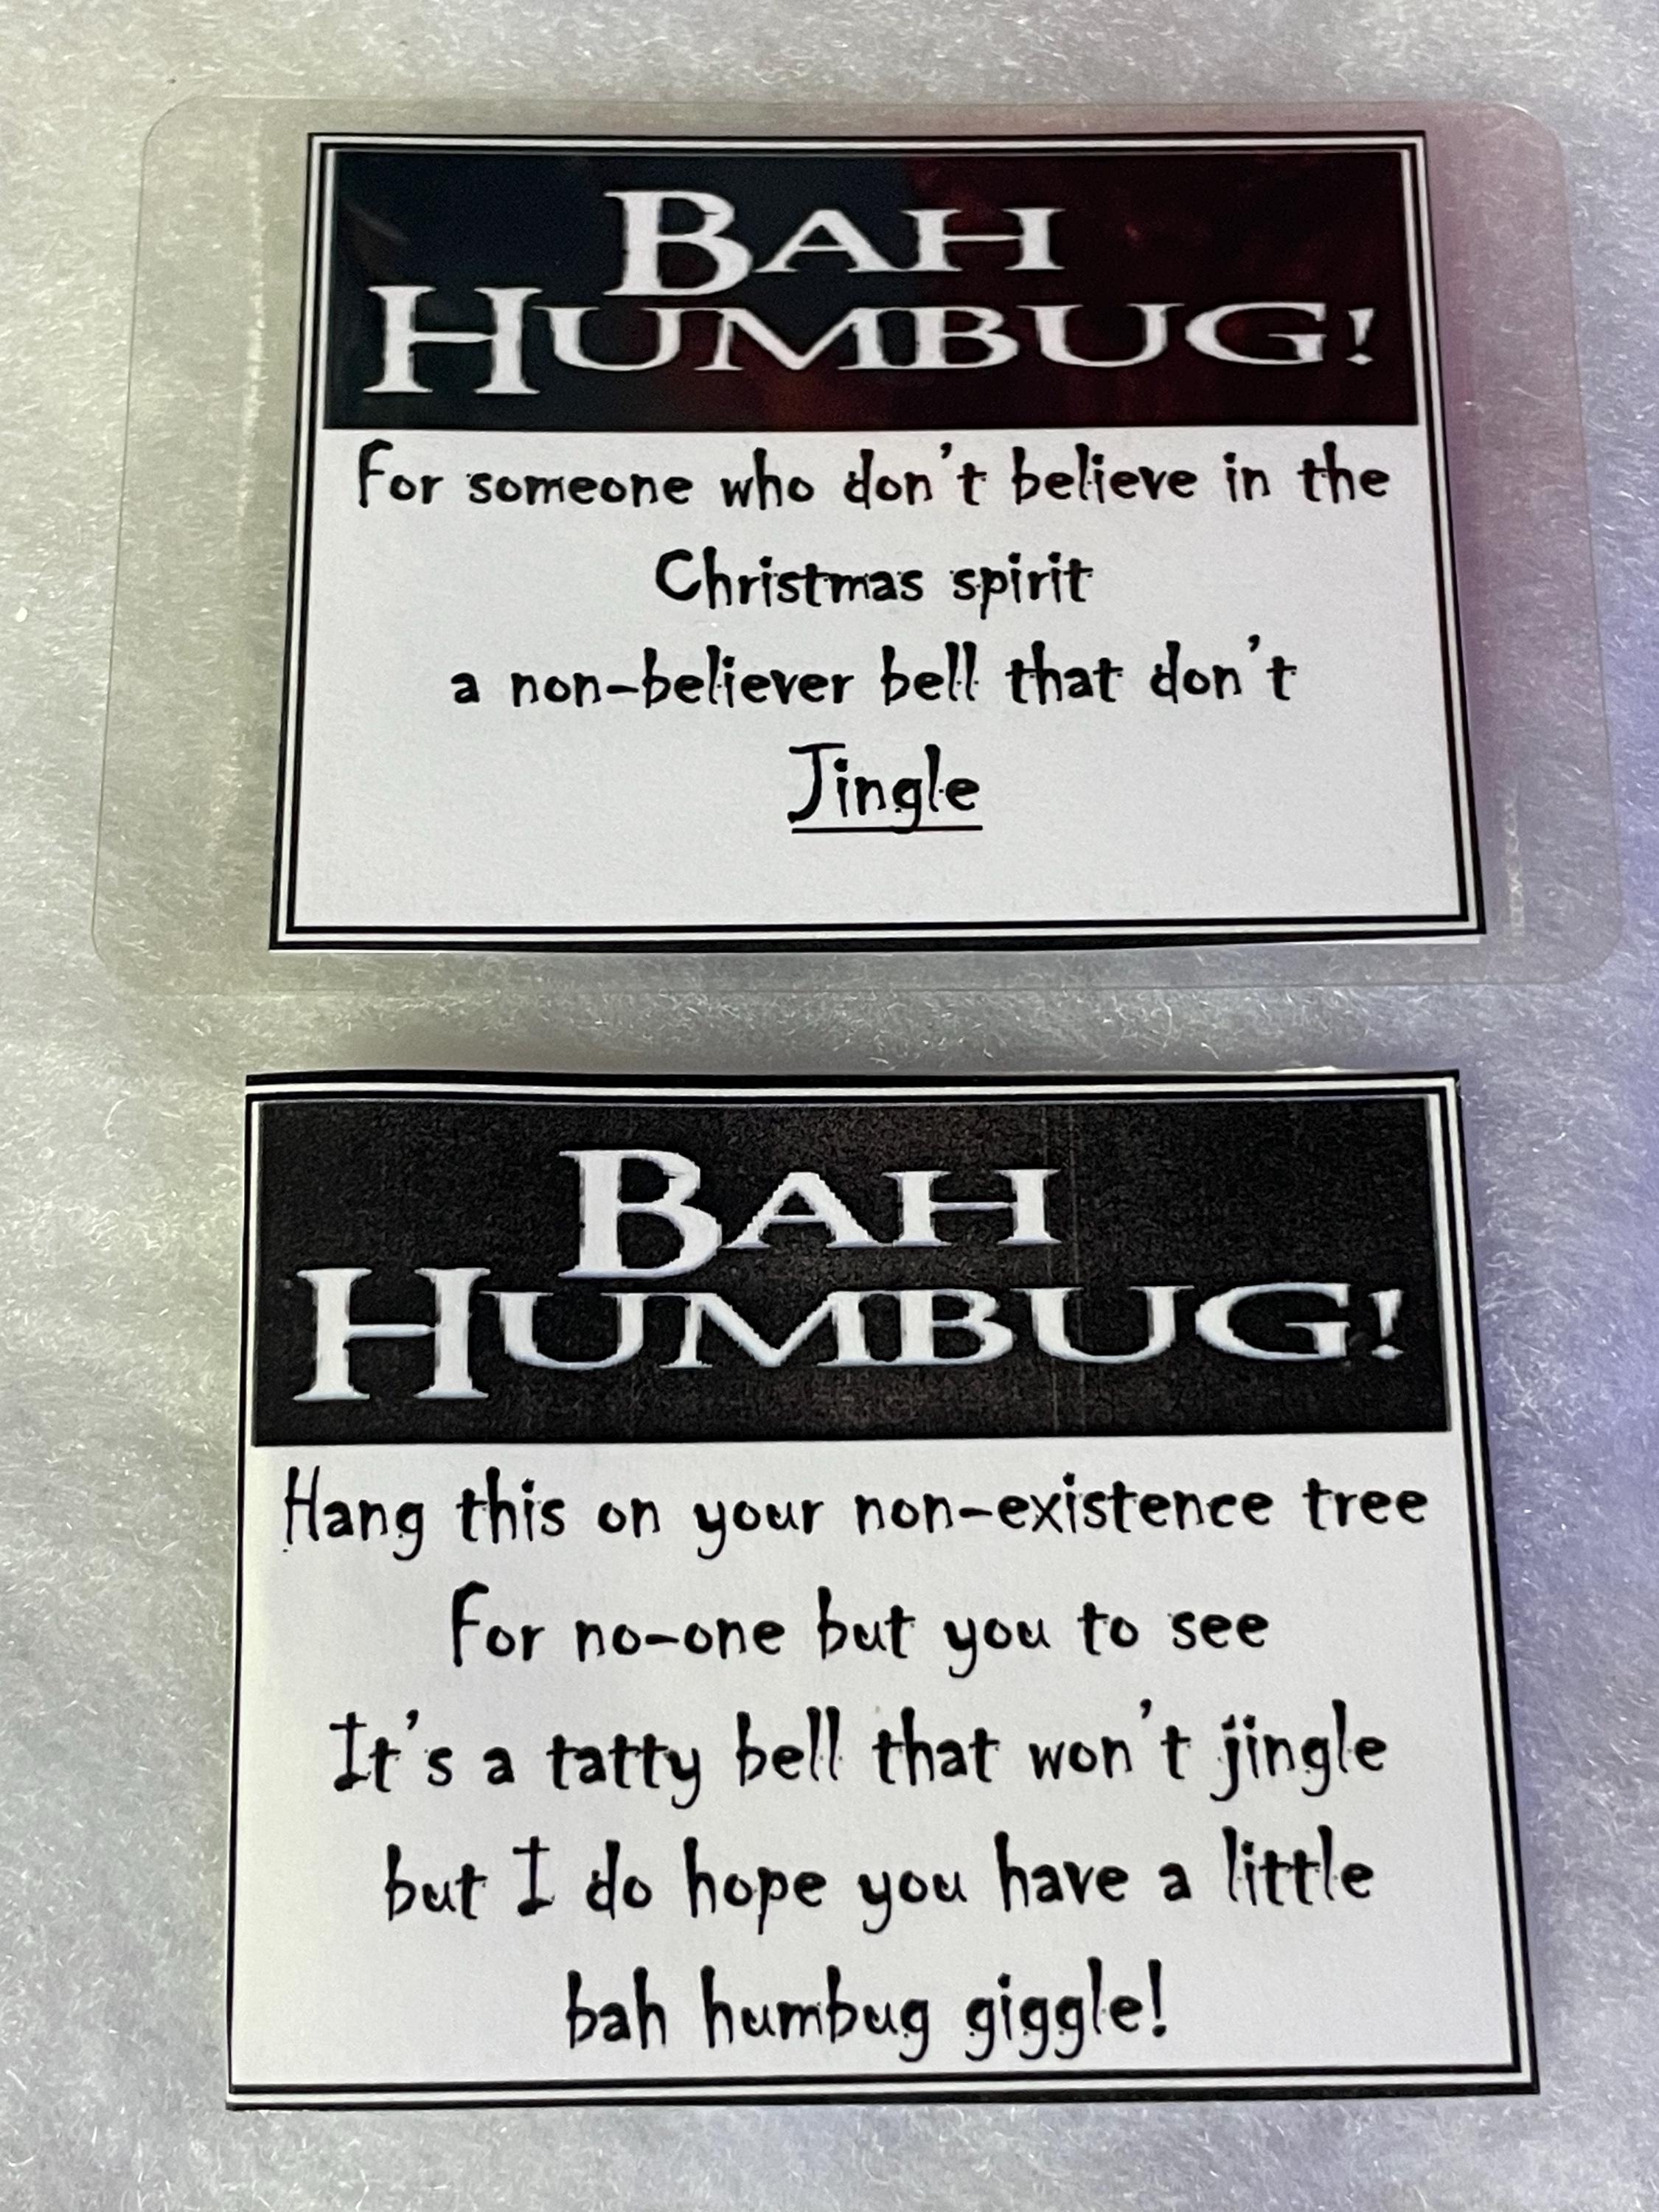 BAH
HUMBUG!
For someone who don't believe in the
Christmas spirit
a non-believer bell that don't
Jingle
BAH
HUMBUG!
Hang this on your non-existence tree
For no-one but you to see
It's a tatty bell that won't jingle
but I do hope you have a little
bah humbug giggle!